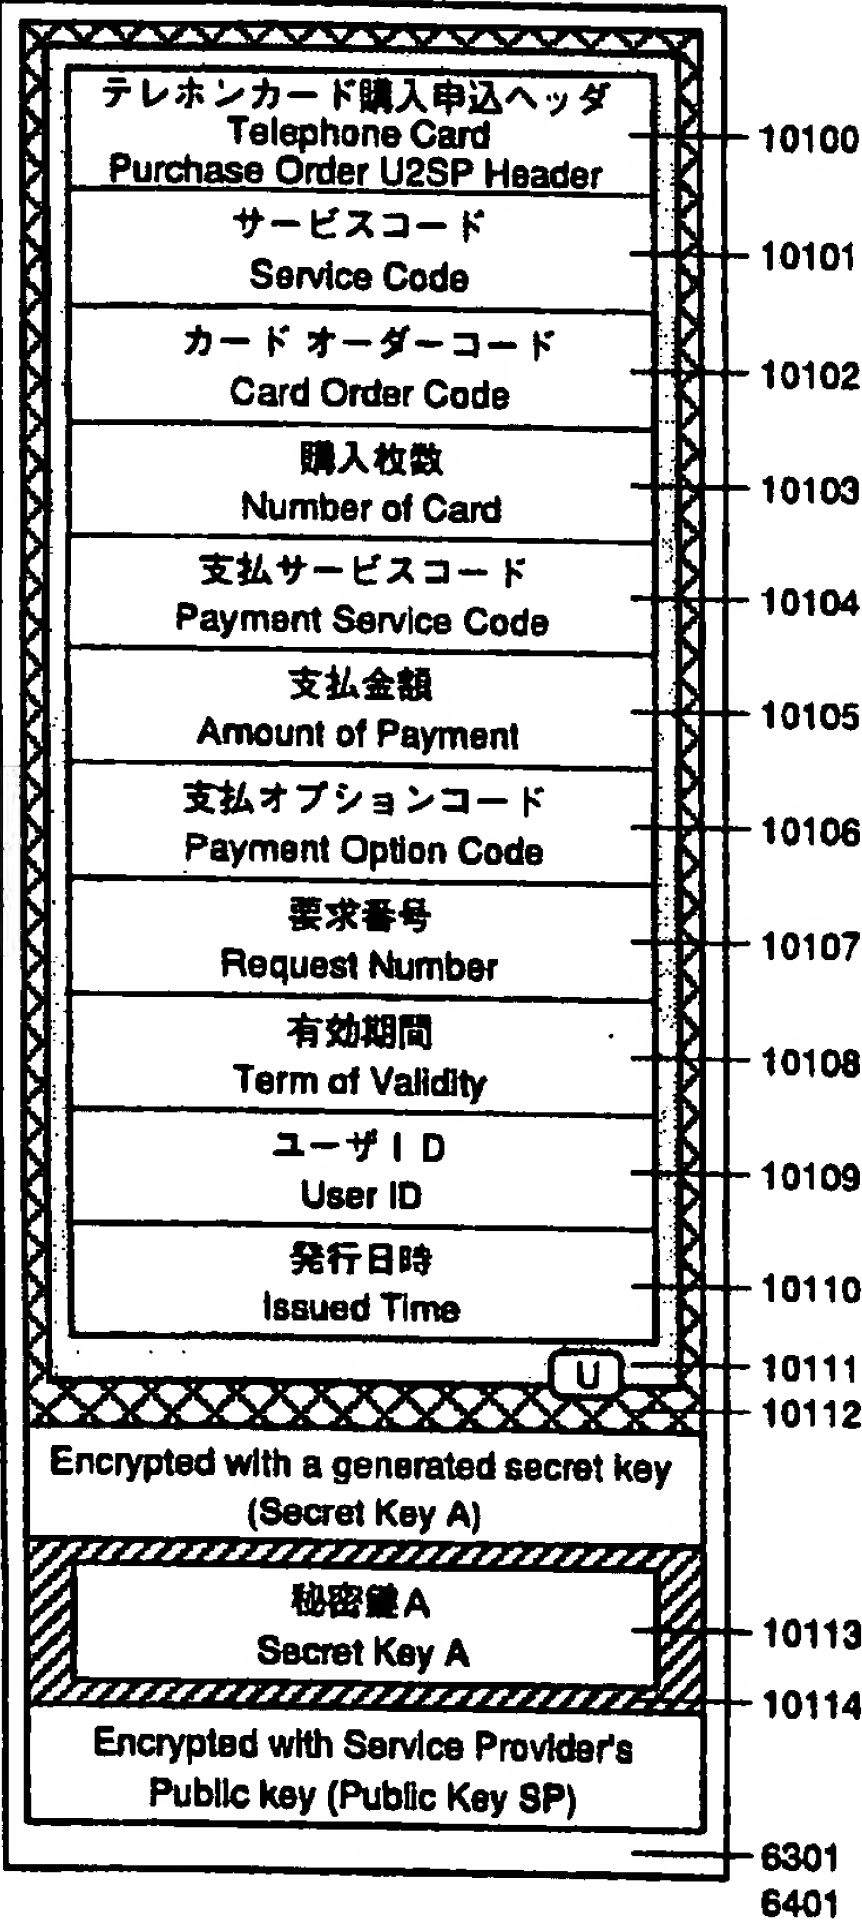 テレホンカード購入申込ヘッダ
Telephone Card
Purchase Order U2SP Header
10100
サービスコード
Service Code
10101
カード オーダーコード
Card Order Code
10102
購入枚数
Number of Card
10103
支払サービスコード
Payment Service Code
10104
支払金額
Amount of Payment
10105
支払オプションコード
Payment Option Code
10106
要求番号
Request Number
10107
有効期間
Term of Validity
10108
ユーザID
User ID
10109
発行日時
Issued Time
10110
U
10111
10112
Encrypted with a generated secret key
(Secret Key A)
秘密鍵A
Secret Key A
10113
10114
Encrypted with Service Provider's
Public key (Public Key SP)
6301
6401